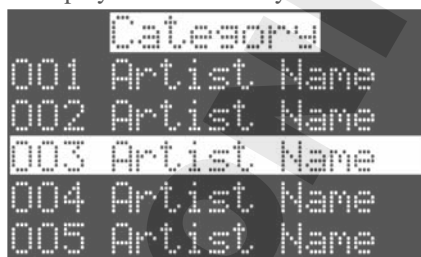 Category
001 Artist Name
002 Artist Name
003 Artist Name
004 Artist Name
005 Artist Name